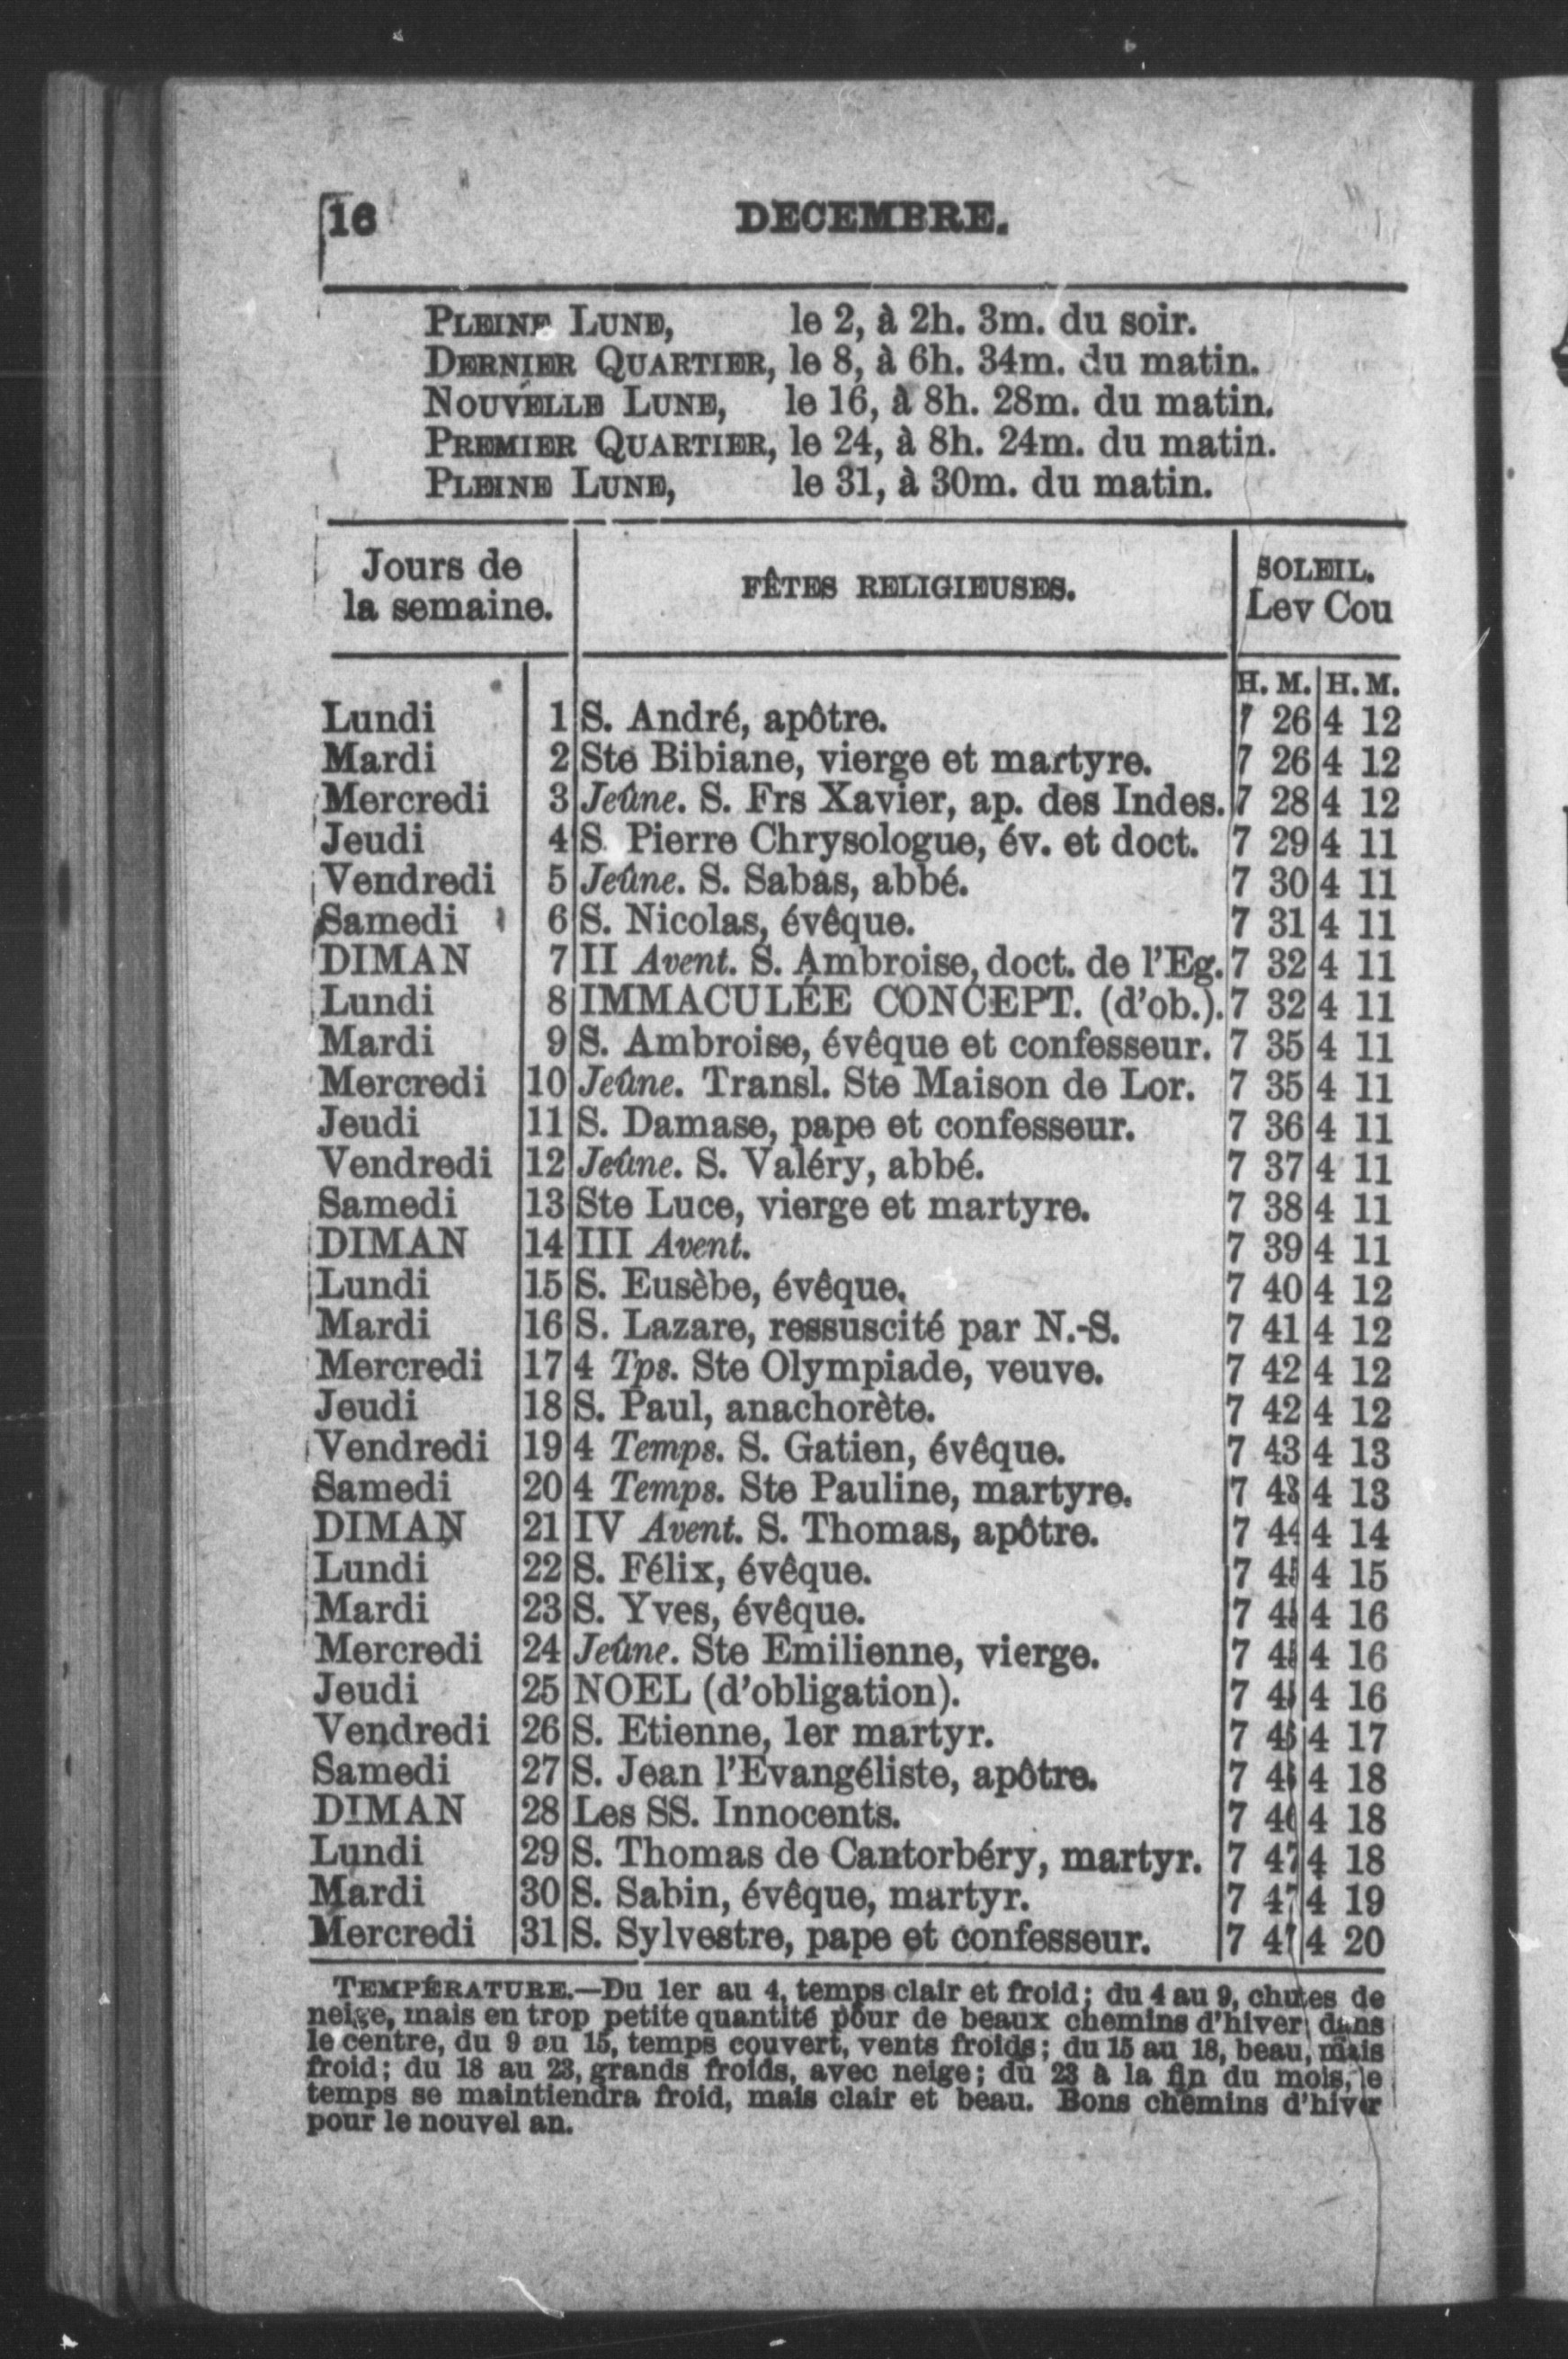 16 DECEMBRE.
PLEINE LUNE, le 2, à 2h. 3m. du soir.
DERNIER QUARTIER, le 8, à 6h. 34m. du matin.
NOUVELLE LUNE, le 16, à 8h. 28m. du matin.
PREMIER QUARTIER, le 24, à 8h. 24m. du matin.
PLEINE LUNE, le 31, à 30m. du matin.
Jours de
la semaine.
FÊTES RELIGIEUSES.
SOLEIL.
Lev Cou
H. M. H. M.
Lundi 1 S. André, apôtre. 7 26 4 12
Mardi 2 Ste Bibiane, vierge et martyre. 7 26 4 12
Mercredi 3 Jeûne. S. Frs Xavier, ap. des Indes. 7 28 4 12
Jeudi 4 S. Pierre Chrysologue, év. et doct. 7 29 4 11
Vendredi 5 Jeûne. S. Sabas, abbé. 7 30 4 11
Samedi 6 S. Nicolas, évêque. 7 31 4 11
DIMAN 7 II Avent. S. Ambroise, doct. de l'Eg. 7 32 4 11
Lundi 8 IMMACULÉE CONCEPT. (d'ob.). 7 32 4 11
Mardi 9 S. Ambroise, évêque et confesseur. 7 35 4 11
Mercredi 10 Jeûne. Transl. Ste Maison de Lor. 7 35 4 11
Jeudi 11 S. Damase, pape et confesseur. 7 36 4 11
Vendredi 12 Jeûne. S. Valéry, abbé. 7 37 4 11
Samedi 13 Ste Luce, vierge et martyre. 7 38 4 11
DIMAN 14 III Avent. 7 39 4 11
Lundi 15 S. Eusèbe, évêque. 7 40 4 12
Mardi 16 S. Lazare, ressuscité par N.-S. 7 41 4 12
Mercredi 17 4 Tps. Ste Olympiade, veuve. 7 42 4 12
Jeudi 18 S. Paul, anachorète. 7 42 4 12
Vendredi 19 4 Temps. S. Gatien, évêque. 7 43 4 13
Samedi 20 4 Temps. Ste Pauline, martyre. 7 43 4 13
DIMAN 21 IV Avent. S. Thomas, apôtre. 7 44 4 14
Lundi 22 S. Félix, évêque. 7 4 15
Mardi 23 S. Yves, évêque. 7 4 16
Mercredi 24 Jeûne. Ste Emilienne, vierge. 7 4 16
Jeudi 25 NOEL (d'obligation). 7 4 16
Vendredi 26 S. Etienne, 1er martyr. 7 4 17
Samedi 27 S. Jean l'Evangéliste, apôtre. 7 4 18
DIMAN 28 Les SS. Innocents. 7 4 18
Lundi 29 S. Thomas de Cantorbéry, martyr. 7 47 4 18
Mardi 30 S. Sabin, évêque, martyr. 7 47 4 19
Mercredi 31 S. Sylvestre, pape et confesseur. 7 47 4 20
TEMPÉRATURE.—Du 1er au 4, temps clair et froid; du 4 au 9, chutes de
neige, mais en trop petite quantité pour de beaux chemins d'hiver dans
le centre, du 9 au 15, temps couvert, vents froids; du 15 au 18, beau, mais
froid; du 18 au 23, grands froids, avec neige; du 23 à la fin du mois, le
temps se maintiendra froid, mais clair et beau. Bons chemins d'hiver
pour le nouvel an.